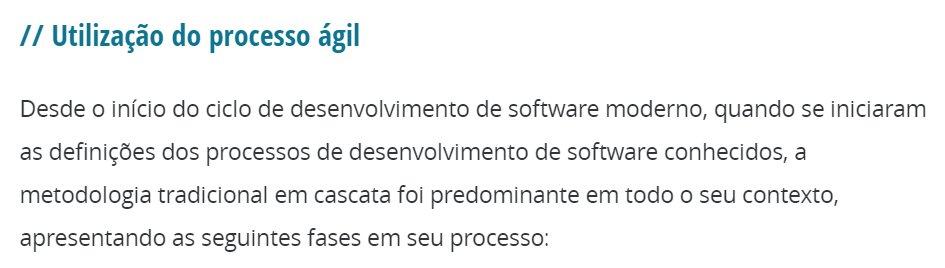 // Utilização do processo ágil
Desde o início do ciclo de desenvolvimento de software moderno, quando se iniciaram
as definições dos processos de desenvolvimento de software conhecidos, a
metodologia tradicional em cascata foi predominante em todo o seu contexto,
apresentando as seguintes fases em seu processo: